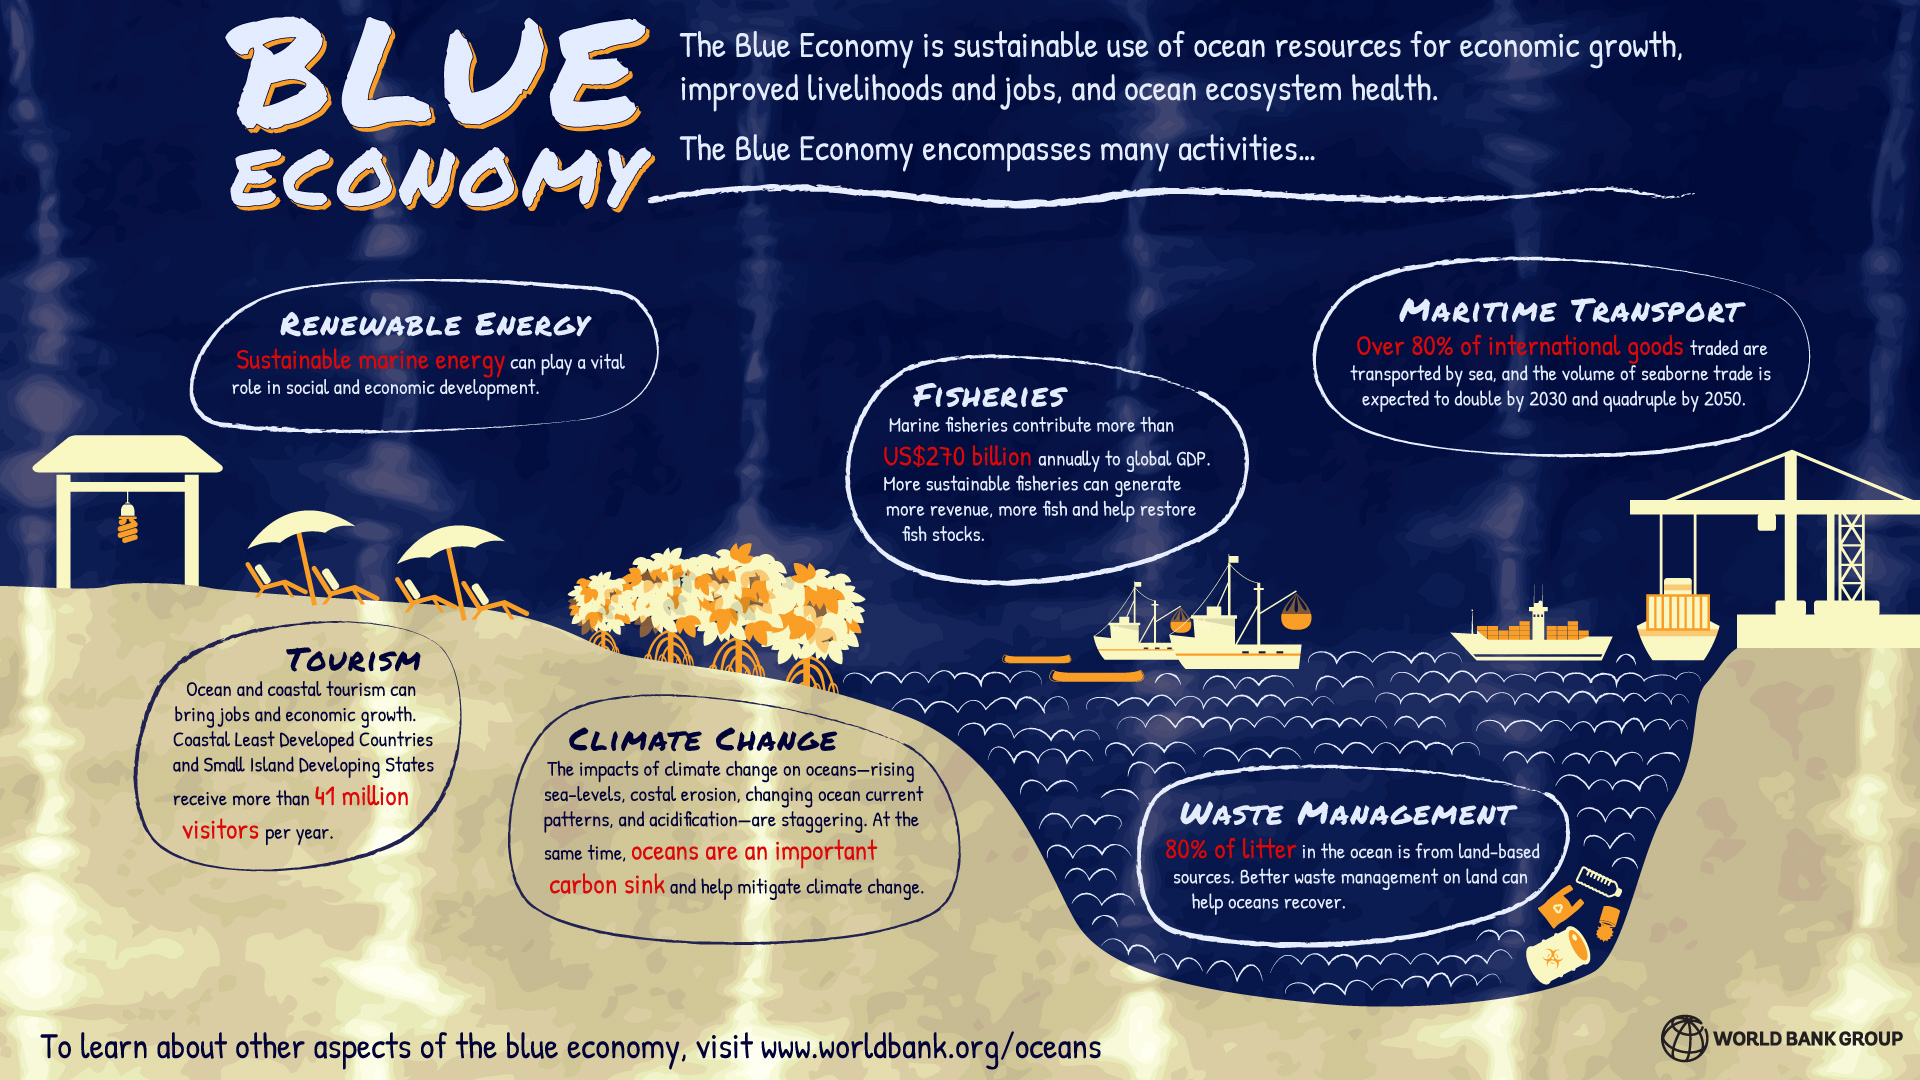 BLUE
ECONOMY
The Blue Economy is sustainable use of ocean resources for economic growth,
improved livelihoods and jobs, and ocean ecosystem health.
The Blue Economy encompasses many activities...
RENEWABLE ENERGY
Sustainable marine energy can play a vital
role in social and economic development.
MARITIME TRANSPORT
Over 80% of international goods traded are
transported by sea, and the volume of seaborne trade is
expected to double by 2030 and quadruple by 2050.
FISHERIES
Marine fisheries contribute more than
US$270 billion annually to global GDP.
More sustainable fisheries can generate
more revenue, more fish and help restore
fish stocks.
TOURISM
Ocean and coastal tourism can
bring jobs and economic growth.
Coastal Least Developed Countries
and Small Island Developing States
receive more than 41 million
visitors per year.
CLIMATE CHANGE
The impacts of climate change on oceans—rising
sea-levels, costal erosion, changing ocean current
patterns, and acidification—are staggering. At the
same time, oceans are an important
carbon sink and help mitigate climate change.
WASTE MANAGEMENT
80% of litter in the ocean is from land-based
sources. Better waste management on land can
help oceans recover.
To learn about other aspects of the blue economy, visit www.worldbank.org/oceans
WORLD BANK GROUP